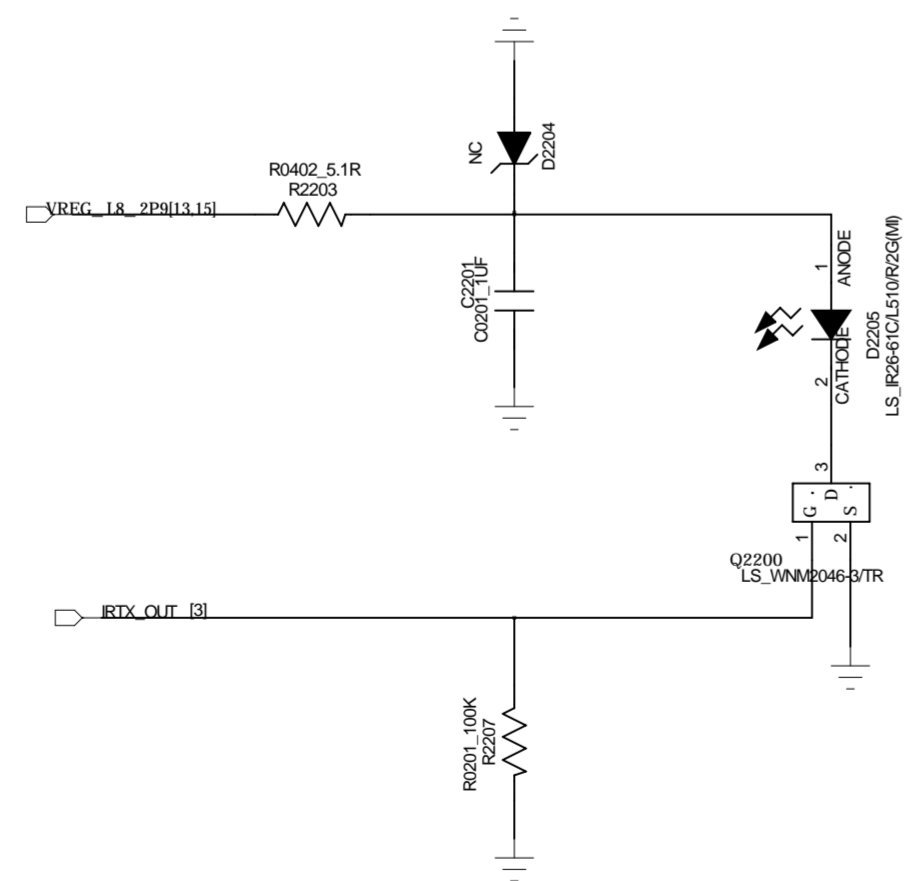 NC
D2204
R0402_5.1R
R2203
VREG_L8_2P9[13,15]
C2201
C0201_1UF
1
ANODE
CATHODE
2
D2205
LS_IR26-61C/L510/R/2G(MI)
3
G
D
S
1
2
Q2200
LS_WNM2046-3/TR
IRTX_OUT [3]
R0201_100K
R2207